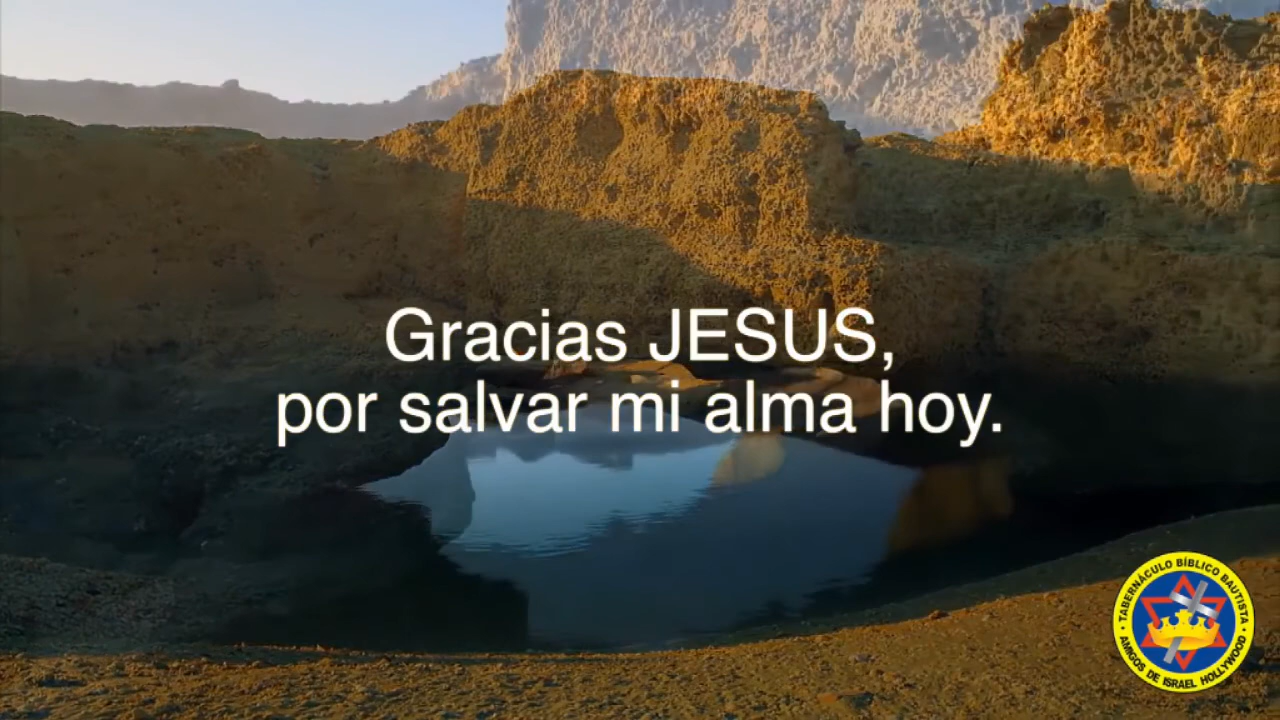 Gracias JESUS,
por salvar mi alma hoy.
TABERNÁCULO BÍBLICO BAUTISTA
AMIGOS DE ISRAEL HOLLYWOOD